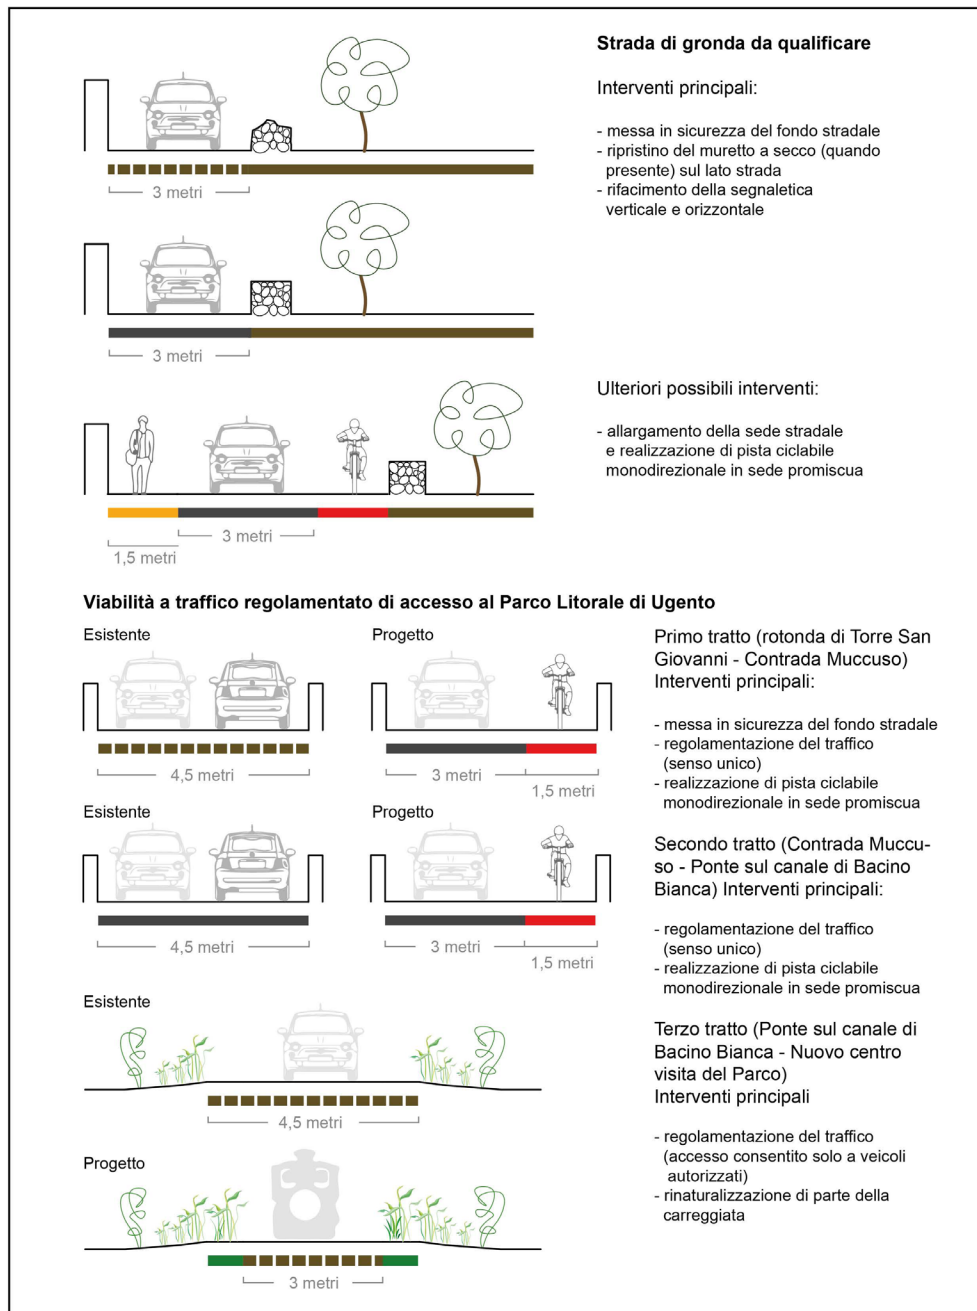 Strada di gronda da qualificare
Interventi principali:
- messa in sicurezza del fondo stradale
- ripristino del muretto a secco (quando
presente) sul lato strada
- rifacimento della segnaletica
verticale e orizzontale
3 metri
3 metri
Ulteriori possibili interventi:
- allargamento della sede stradale
e realizzazione di pista ciclabile
monodirezionale in sede promiscua
3 metri
1,5 metri
Viabilità a traffico regolamentato di accesso al Parco Litorale di Ugento
Esistente
Progetto
4,5 metri
3 metri
1,5 metri
Primo tratto (rotonda di Torre San
Giovanni - Contrada Muccuso)
Interventi principali:
- messa in sicurezza del fondo stradale
- regolamentazione del traffico
(senso unico)
- realizzazione di pista ciclabile
monodirezionale in sede promiscua
Esistente
Progetto
4,5 metri
3 metri
1,5 metri
Secondo tratto (Contrada Muccu-
so - Ponte sul canale di Bacino
Bianca) Interventi principali:
- regolamentazione del traffico
(senso unico)
- realizzazione di pista ciclabile
monodirezionale in sede promiscua
Esistente
4,5 metri
Progetto
3 metri
Terzo tratto (Ponte sul canale di
Bacino Bianca - Nuovo centro
visita del Parco)
Interventi principali
- regolamentazione del traffico
(accesso consentito solo a veicoli
autorizzati)
- rinaturalizzazione di parte della
carreggiata